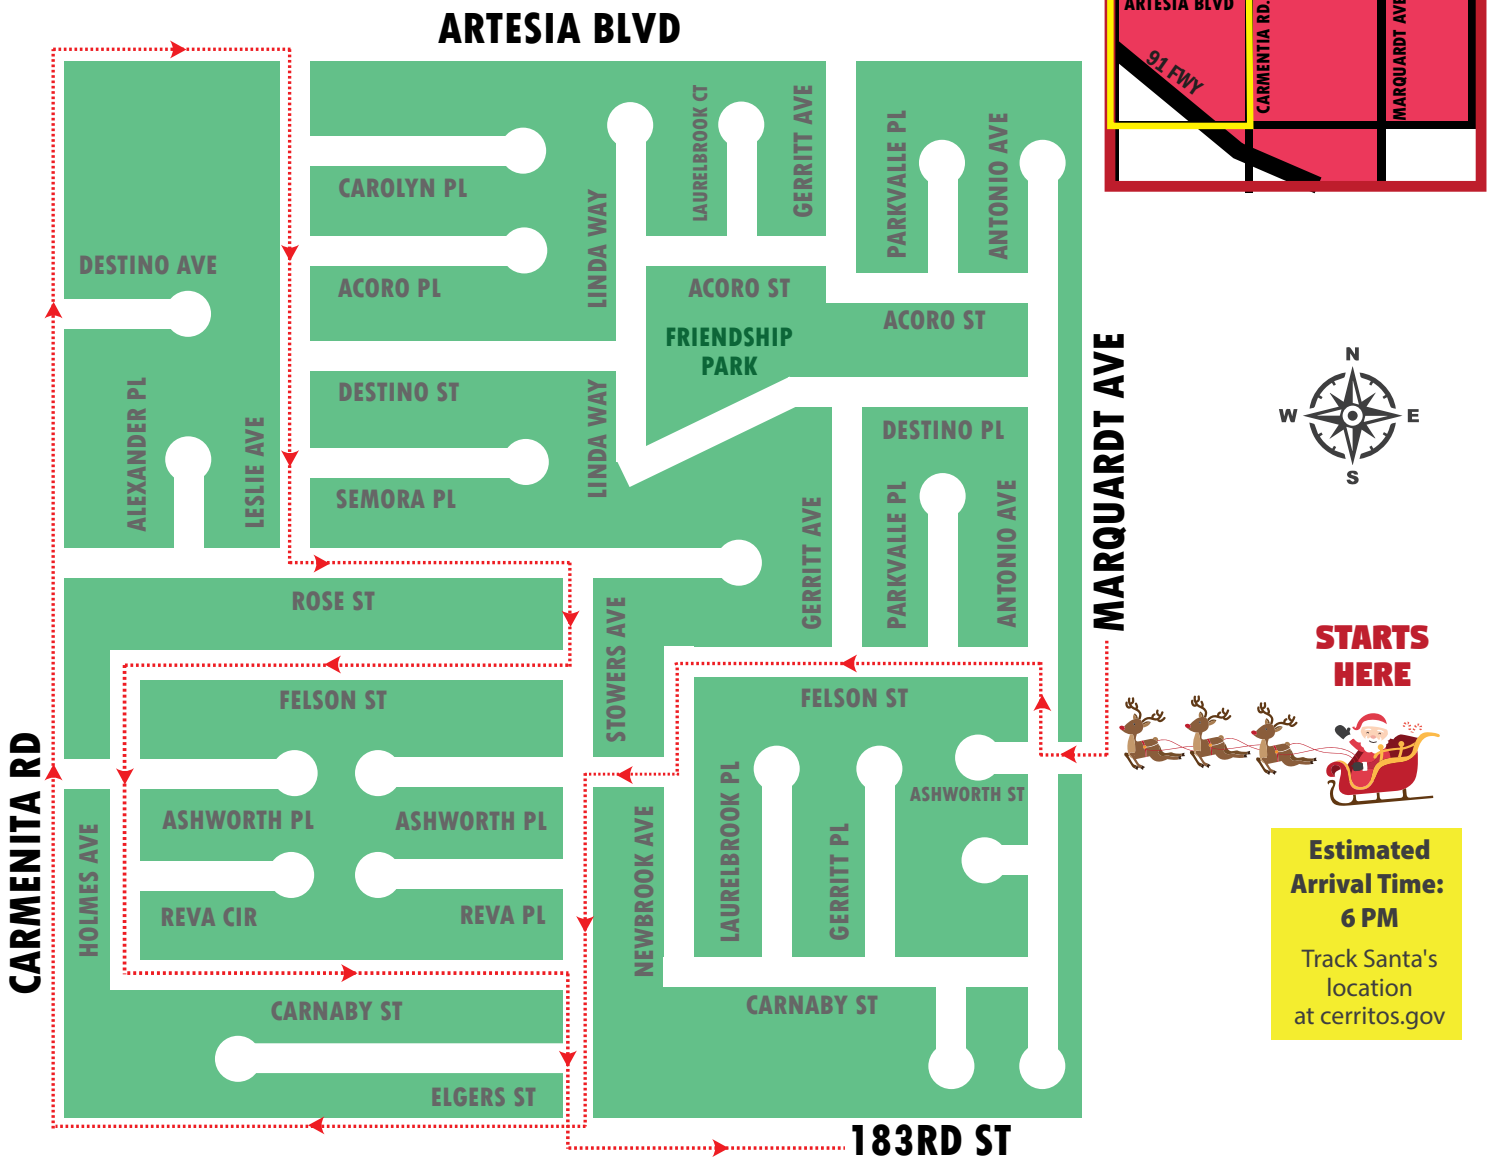 ARTESIA BLVD
ARTESIA BLVD
CARMENTIA RD.
MARQUARDT AVE
91 FWY
CAROLYN PL
LINDA WAY
LAURELBROOK CT
GERRITT AVE
PARKVALLE PL
ANTONIO AVE
DESTINO AVE
ACORO PL
ACORO ST
ACORO ST
FRIENDSHIP
PARK
DESTINO ST
ALEXANDER PL
LESLIE AVE
LINDA WAY
SEMORA PL
DESTINO PL
GERRITT AVE
PARKVALLE PL
ANTONIO AVE
MARQUARDT AVE
N
W
E
S
ROSE ST
STOWERS AVE
FELSON ST
FELSON ST
STARTS
HERE
CARMENITA RD
HOLMES AVE
ASHWORTH PL
ASHWORTH PL
NEWBROOK AVE
LAURELBROOK PL
GERRITT PL
ASHWORTH ST
REVA CIR
REVA PL
Estimated
Arrival Time:
6 PM
Track Santa's
location
at cerritos.gov
CARNABY ST
CARNABY ST
ELGERS ST
183RD ST